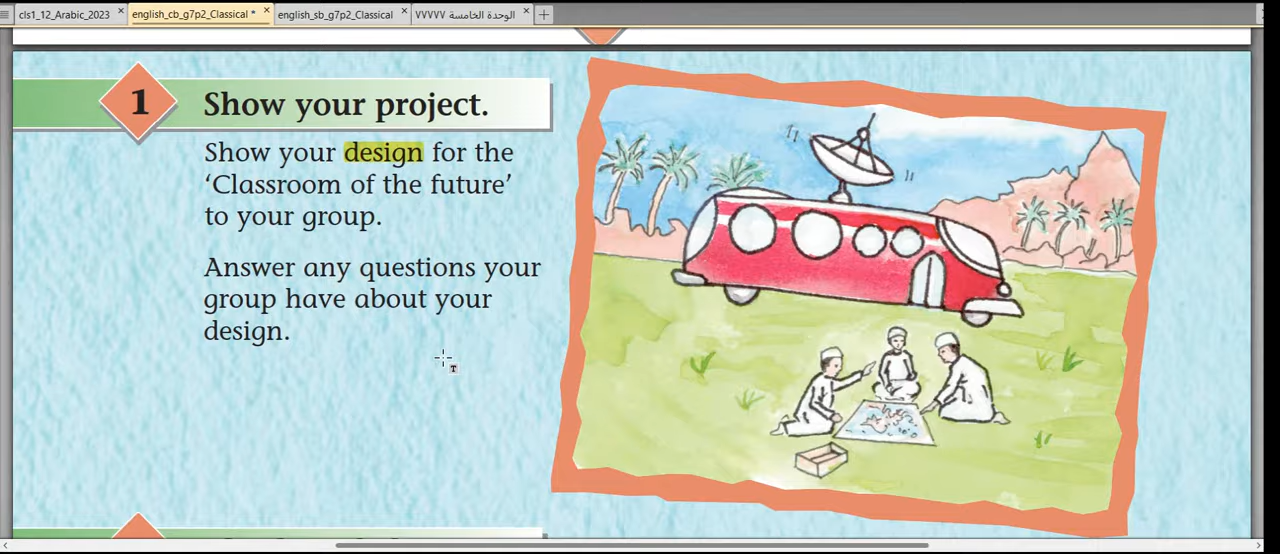 cls1_12_Arabic_2023
english_cb_g7p2_Classical *
english_sb_g7p2_Classical
الوحدة الخامسة ٧٧٧٧٧
1 Show your project.
Show your design for the
‘Classroom of the future’
to your group.
Answer any questions your
group have about your
design.